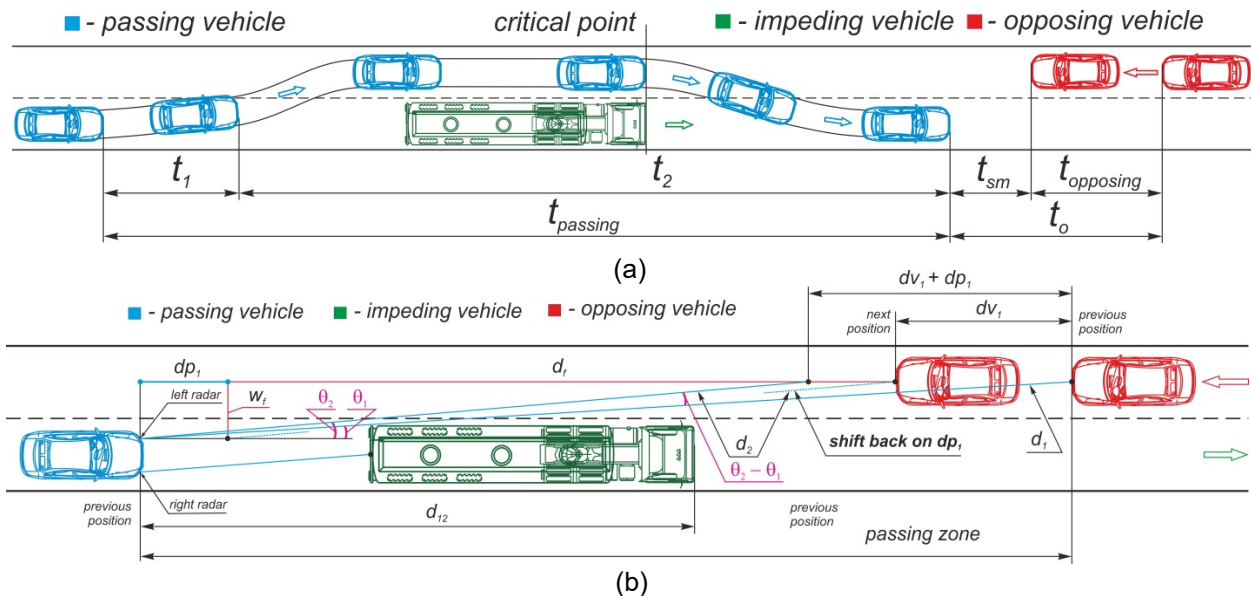 - passing vehicle
critical point
- impeding vehicle
- opposing vehicle
t1
t2
tsm
topposing
tpassing
to
(a)
- passing vehicle
- impeding vehicle
- opposing vehicle
dv₁ + dp₁
next position
dv₁
previous position
dp₁
df
left radar
wf
θ₂
θ₁
d₂
shift back on dp₁
d₁
θ₂ − θ₁
previous position
right radar
d₁₂
previous position
passing zone
(b)